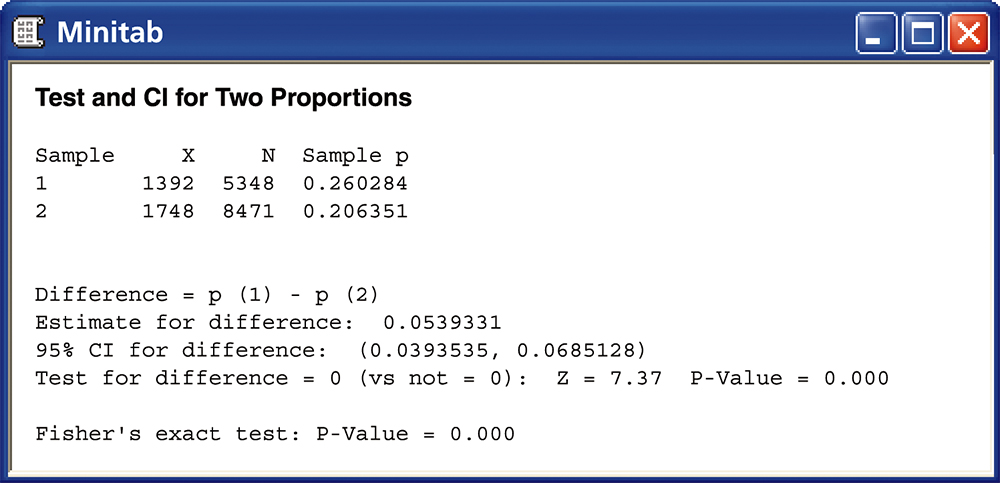 Minitab
Test and CI for Two Proportions
Sample X N Sample p
1 1392 5348 0.260284
2 1748 8471 0.206351
Difference = p (1) - p (2)
Estimate for difference: 0.0539331
95% CI for difference: (0.0393535, 0.0685128)
Test for difference = 0 (vs not = 0): Z = 7.37 P-Value = 0.000
Fisher's exact test: P-Value = 0.000